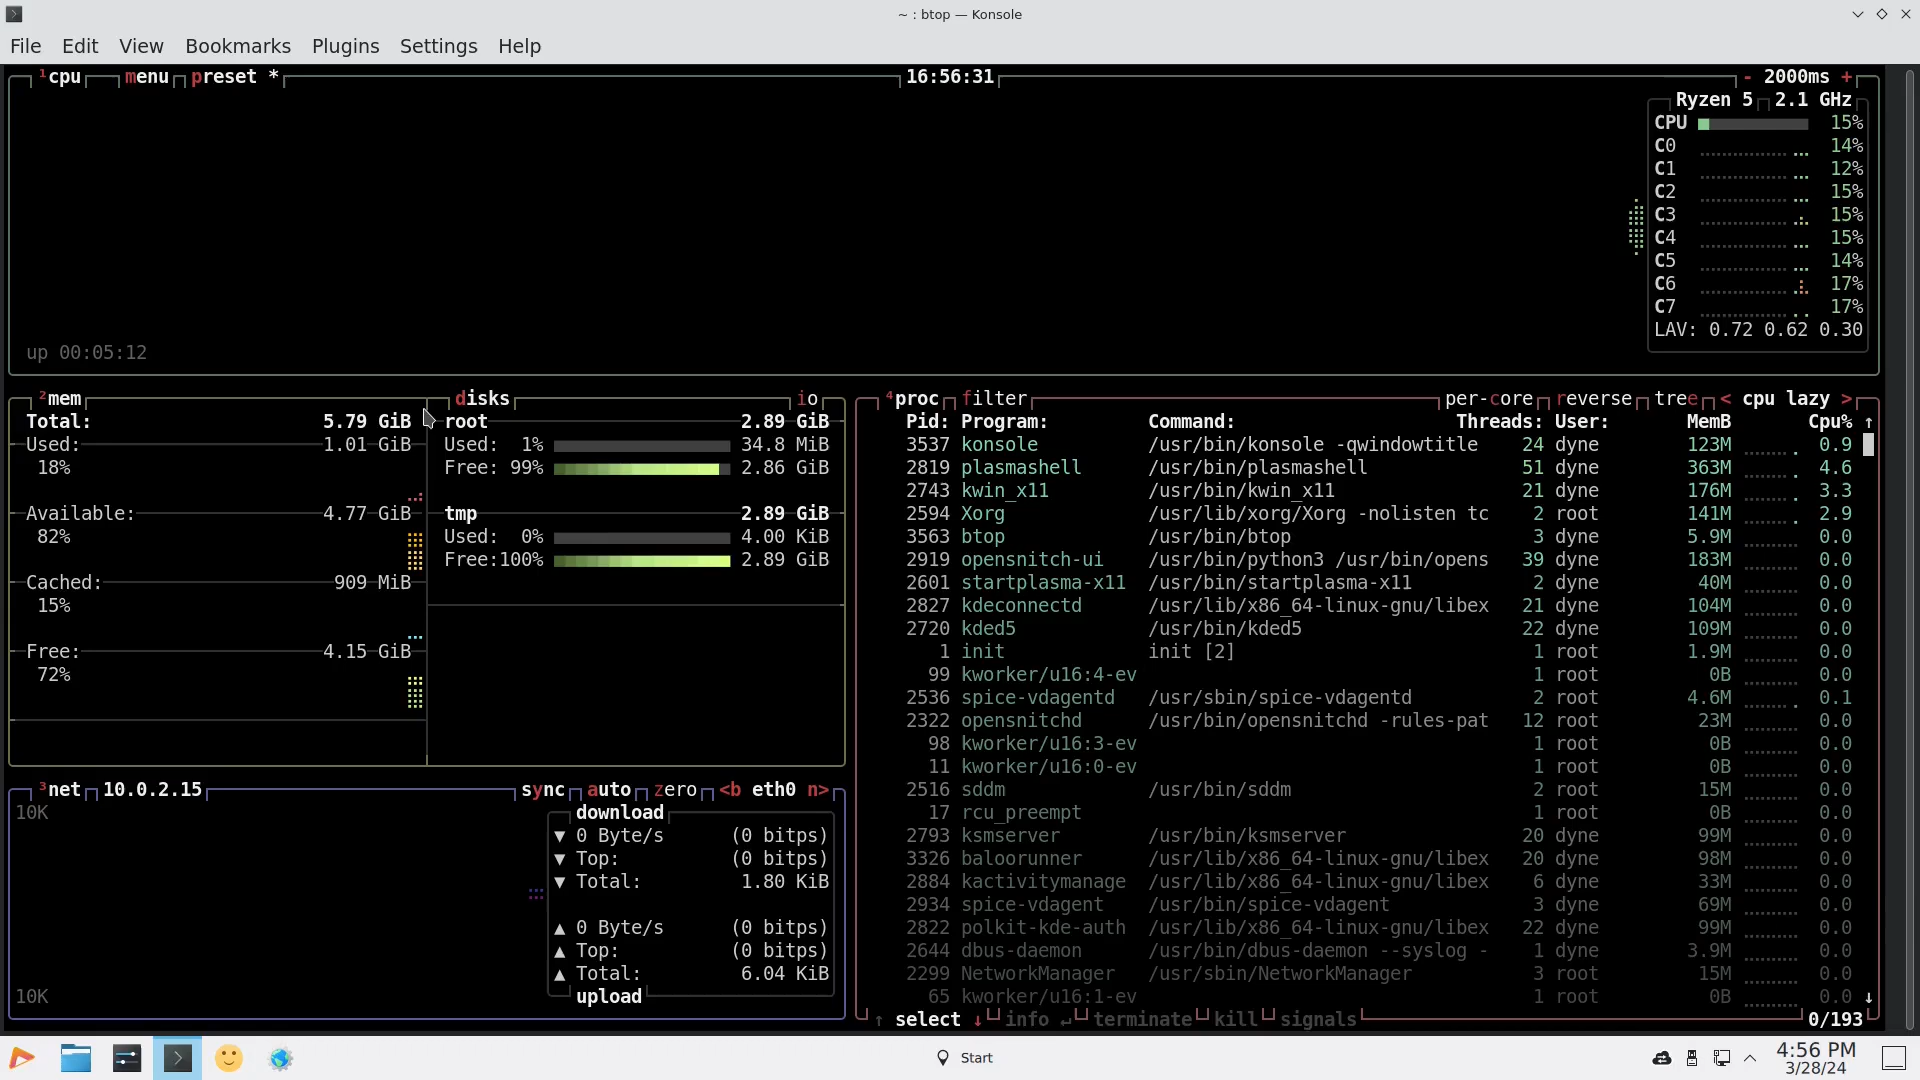 ~ : btop — Konsole
File Edit View Bookmarks Plugins Settings Help
¹cpu menu preset * 16:56:31 - 2000ms +
Ryzen 5 2.1 GHz
CPU 15%
C0 14%
C1 12%
C2 15%
C3 15%
C4 15%
C5 14%
C6 17%
C7 17%
LAV: 0.72 0.62 0.30
up 00:05:12
²mem
Total: 5.79 GiB
Used: 1.01 GiB
18%
Available: 4.77 GiB
82%
Cached: 909 MiB
15%
Free: 4.15 GiB
72%
disks io
root 2.89 GiB
Used: 1% 34.8 MiB
Free: 99% 2.86 GiB
tmp 2.89 GiB
Used: 0% 4.00 KiB
Free:100% 2.89 GiB
³net 10.0.2.15 sync auto zero <b eth0 n>
10K
download
▼ 0 Byte/s (0 bitps)
▼ Top: (0 bitps)
▼ Total: 1.80 KiB
▲ 0 Byte/s (0 bitps)
▲ Top: (0 bitps)
▲ Total: 6.04 KiB
upload
10K
⁴proc filter per-core reverse tree < cpu lazy >
Pid: Program: Command: Threads: User: MemB Cpu% ↑
3537 konsole /usr/bin/konsole -qwindowtitle 24 dyne 123M 0.9
2819 plasmashell /usr/bin/plasmashell 51 dyne 363M 4.6
2743 kwin_x11 /usr/bin/kwin_x11 21 dyne 176M 3.3
2594 Xorg /usr/lib/xorg/Xorg -nolisten tc 2 root 141M 2.9
3563 btop /usr/bin/btop 3 dyne 5.9M 0.0
2919 opensnitch-ui /usr/bin/python3 /usr/bin/opens 39 dyne 183M 0.0
2601 startplasma-x11 /usr/bin/startplasma-x11 2 dyne 40M 0.0
2827 kdeconnectd /usr/lib/x86_64-linux-gnu/libex 21 dyne 104M 0.0
2720 kded5 /usr/bin/kded5 22 dyne 109M 0.0
1 init init [2] 1 root 1.9M 0.0
99 kworker/u16:4-ev 1 root 0B 0.0
2536 spice-vdagentd /usr/sbin/spice-vdagentd 2 root 4.6M 0.1
2322 opensnitchd /usr/bin/opensnitchd -rules-pat 12 root 23M 0.0
98 kworker/u16:3-ev 1 root 0B 0.0
11 kworker/u16:0-ev 1 root 0B 0.0
2516 sddm /usr/bin/sddm 2 root 15M 0.0
17 rcu_preempt 1 root 0B 0.0
2793 ksmserver /usr/bin/ksmserver 20 dyne 99M 0.0
3326 baloorunner /usr/lib/x86_64-linux-gnu/libex 20 dyne 98M 0.0
2884 kactivitymanage /usr/lib/x86_64-linux-gnu/libex 6 dyne 33M 0.0
2934 spice-vdagent /usr/bin/spice-vdagent 3 dyne 69M 0.0
2822 polkit-kde-auth /usr/lib/x86_64-linux-gnu/libex 22 dyne 99M 0.0
2644 dbus-daemon /usr/bin/dbus-daemon --syslog - 1 dyne 3.9M 0.0
2299 NetworkManager /usr/sbin/NetworkManager 3 root 15M 0.0
65 kworker/u16:1-ev 1 root 0B 0.0 ↓
↑ select ↓ info ↵ terminate kill signals 0/193
Start
4:56 PM
3/28/24